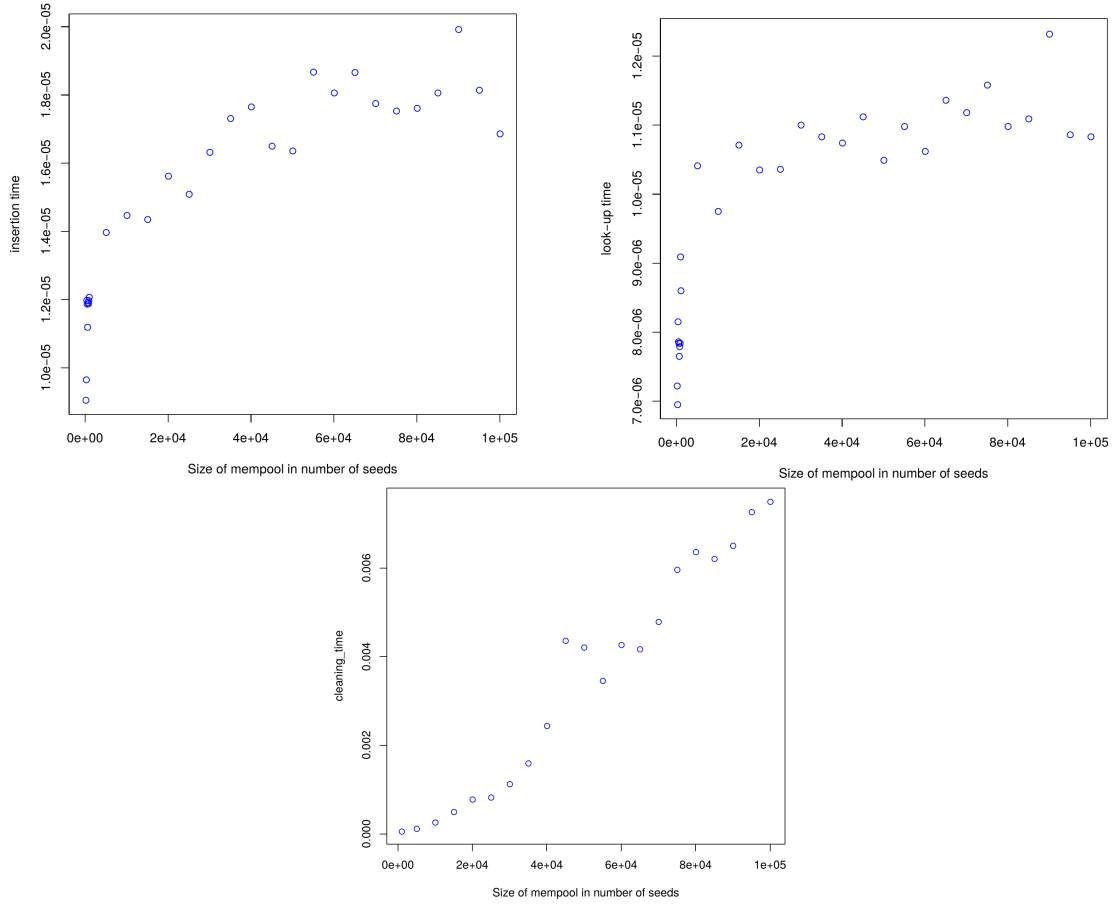 insertion time
2.0e−05
1.8e−05
1.6e−05
1.4e−05
1.2e−05
1.0e−05
0e+00 2e+04 4e+04 6e+04 8e+04 1e+05
Size of mempool in number of seeds
look−up time
1.2e−05
1.1e−05
1.0e−05
9.0e−06
8.0e−06
7.0e−06
0e+00 2e+04 4e+04 6e+04 8e+04 1e+05
Size of mempool in number of seeds
cleaning_time
0.006
0.004
0.002
0.000
0e+00 2e+04 4e+04 6e+04 8e+04 1e+05
Size of mempool in number of seeds